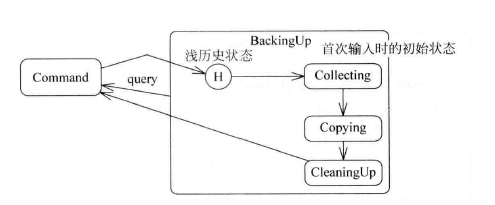 BackingUp
浅历史状态
首次输入时的初始状态
Command
query
H
Collecting
Copying
CleaningUp